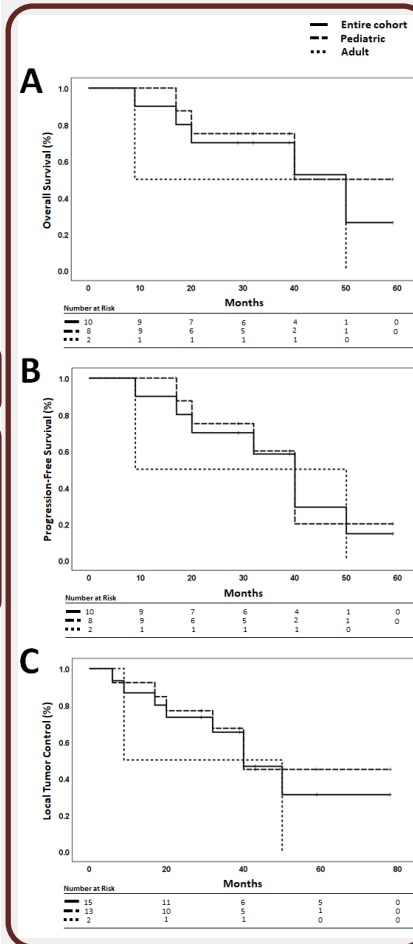 Entire cohort
Pediatric
Adult
A
Overall Survival (%)
1.0
0.8
0.6
0.4
0.2
0.0
0 10 20 30 40 50 60
Months
Number at Risk
10 9 7 6 4 1 0
8 9 6 5 2 1 0
2 1 1 1 1 0
B
Progression-Free Survival (%)
1.0
0.8
0.6
0.4
0.2
0.0
0 10 20 30 40 50 60
Months
Number at Risk
10 9 7 6 4 1 0
8 9 6 5 2 1 0
2 1 1 1 1 0
C
Local Tumor Control (%)
1.0
0.8
0.6
0.4
0.2
0.0
0 20 40 60 80
Months
Number at Risk
15 11 6 5 0
13 10 5 1 0
2 1 1 0 0